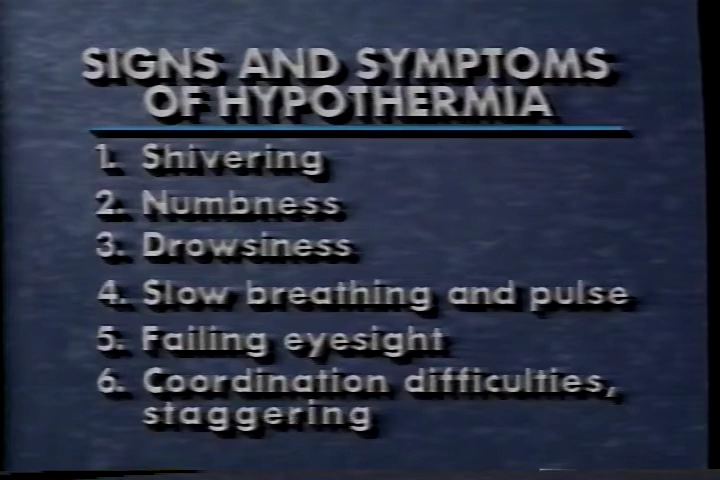 SIGNS AND SYMPTOMS
OF HYPOTHERMIA
1. Shivering
2. Numbness
3. Drowsiness
4. Slow breathing and pulse
5. Failing eyesight
6. Coordination difficulties,
staggering